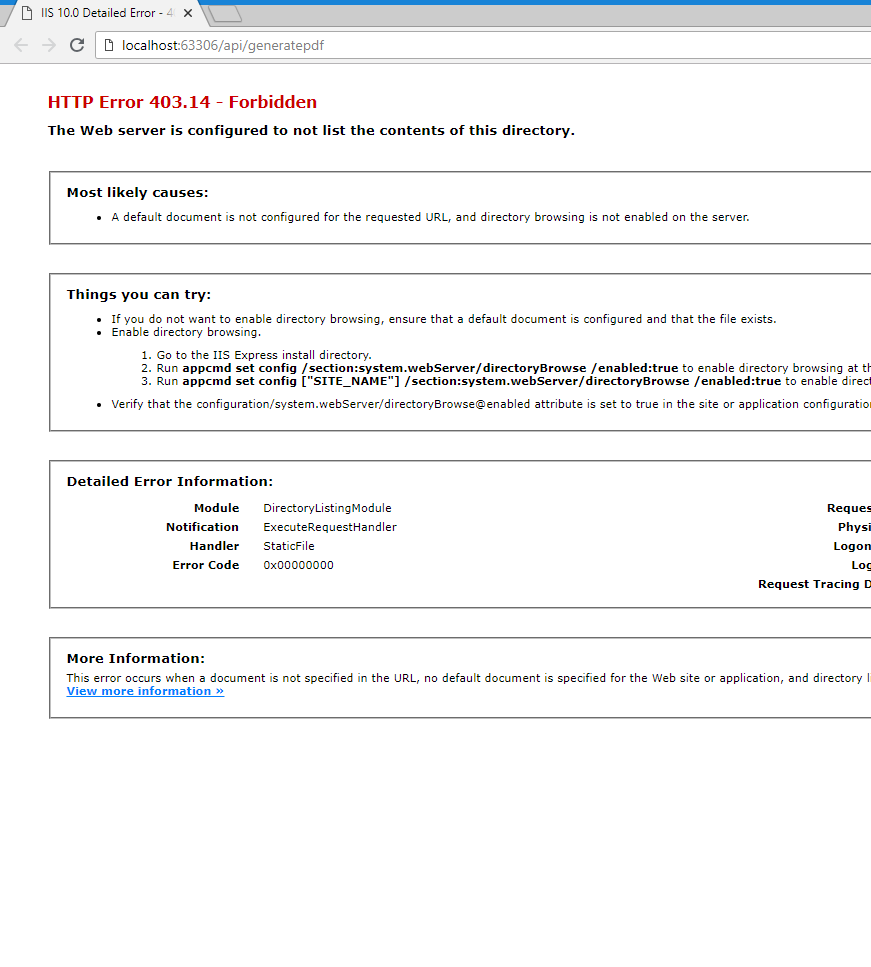 IIS 10.0 Detailed Error - 4
localhost:63306/api/generatepdf
HTTP Error 403.14 - Forbidden
The Web server is configured to not list the contents of this directory.
Most likely causes:
• A default document is not configured for the requested URL, and directory browsing is not enabled on the server.
Things you can try:
• If you do not want to enable directory browsing, ensure that a default document is configured and that the file exists.
• Enable directory browsing.
1. Go to the IIS Express install directory.
2. Run appcmd set config /section:system.webServer/directoryBrowse /enabled:true to enable directory browsing at th
3. Run appcmd set config ["SITE_NAME"] /section:system.webServer/directoryBrowse /enabled:true to enable direct
• Verify that the configuration/system.webServer/directoryBrowse@enabled attribute is set to true in the site or application configuratio
Detailed Error Information:
Module DirectoryListingModule Reques
Notification ExecuteRequestHandler Physi
Handler StaticFile Logon
Error Code 0x00000000 Log
Request Tracing D
More Information:
This error occurs when a document is not specified in the URL, no default document is specified for the Web site or application, and directory l
View more information »